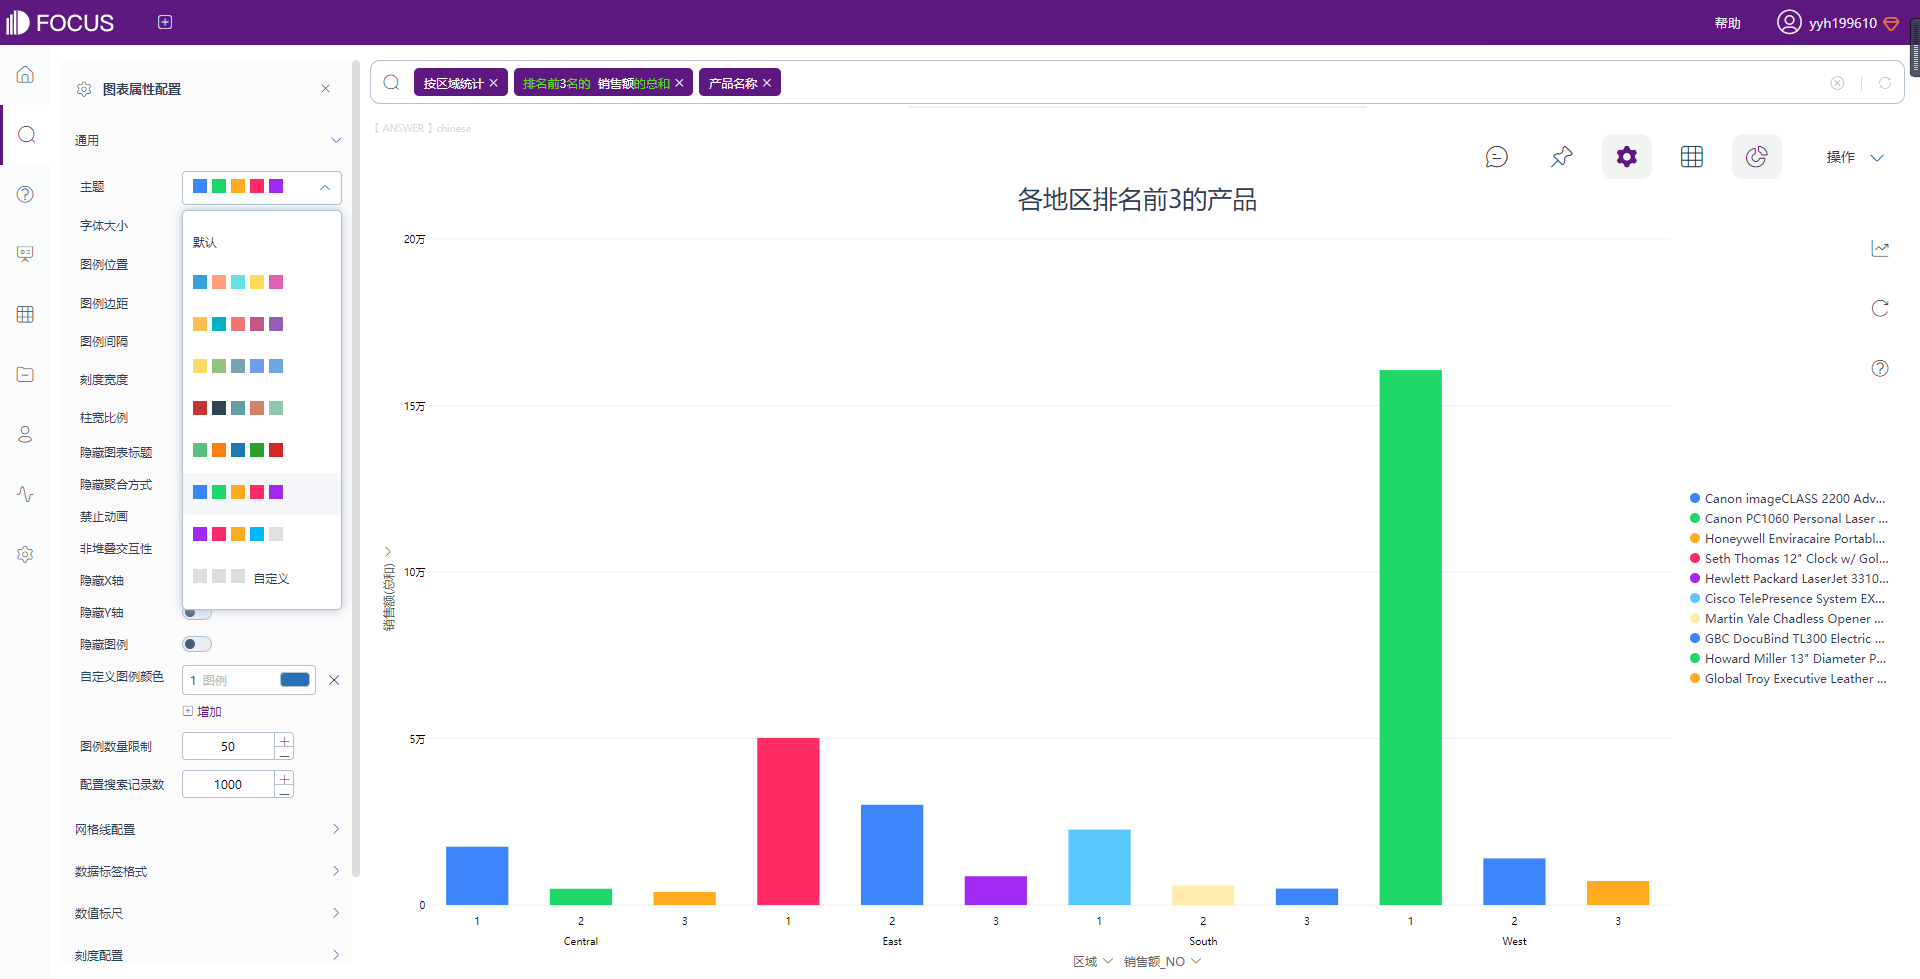 FOCUS
帮助
yyh199610
图表属性配置
通用
主题
字体大小
图例位置
图例边距
图例间隔
刻度宽度
柱宽比例
隐藏图表标题
隐藏聚合方式
禁止动画
非堆叠交互性
隐藏X轴
隐藏Y轴
隐藏图例
自定义图例颜色
1 图例
增加
图例数量限制
50
配置搜索记录数
1000
网格线配置
数据标签格式
数值标尺
刻度配置
默认
自定义
按区域统计
排名前3名的 销售额的总和
产品名称
【 ANSWER 】chinese
操作
各地区排名前3的产品
20万
15万
10万
5万
0
销售额(总和)
1 2 3 1 2 3 1 2 3 1 2 3
Central East South West
区域 销售额_NO
Canon imageCLASS 2200 Adv...
Canon PC1060 Personal Laser ...
Honeywell Enviracaire Portabl...
Seth Thomas 12" Clock w/ Gol...
Hewlett Packard LaserJet 3310...
Cisco TelePresence System EX...
Martin Yale Chadless Opener ...
GBC DocuBind TL300 Electric ...
Howard Miller 13" Diameter P...
Global Troy Executive Leather ...